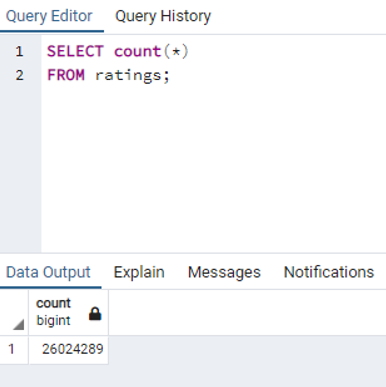 Query Editor Query History
1 SELECT count(*)
2 FROM ratings;
Data Output Explain Messages Notifications
count
bigint
1 26024289